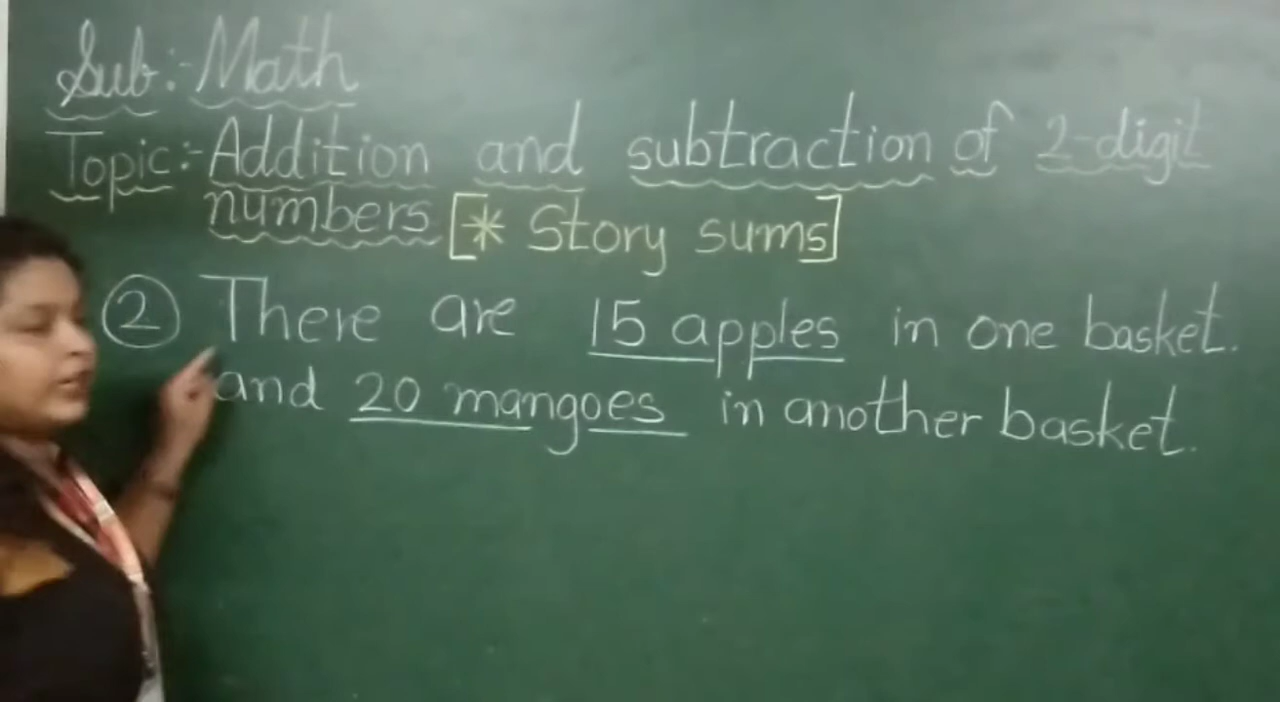 Sub:- Math
Topic:- Addition and subtraction of 2-digit
numbers [* Story sums]
② There are 15 apples in one basket.
and 20 mangoes in another basket.